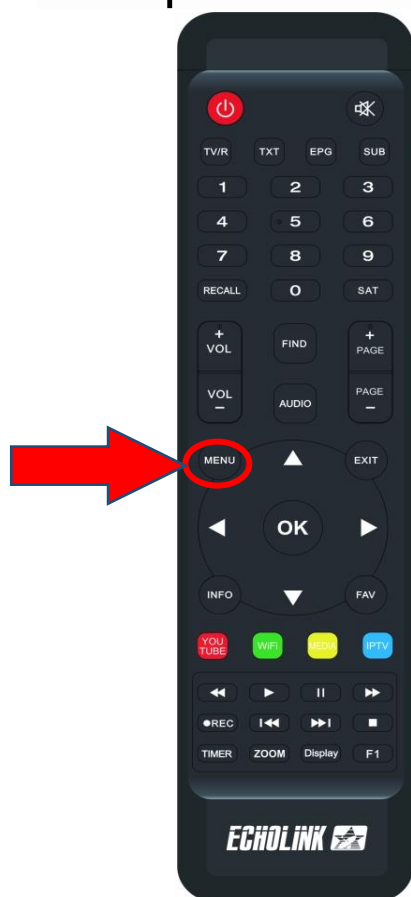 TV/R TXT EPG SUB
1 2 3
4 5 6
7 8 9
RECALL 0 SAT
+ VOL FIND + PAGE
VOL − AUDIO PAGE −
MENU EXIT
OK
INFO FAV
YOU TUBE WiFi MEDIA IPTV
●REC
TIMER ZOOM Display F1
ECHOLINK